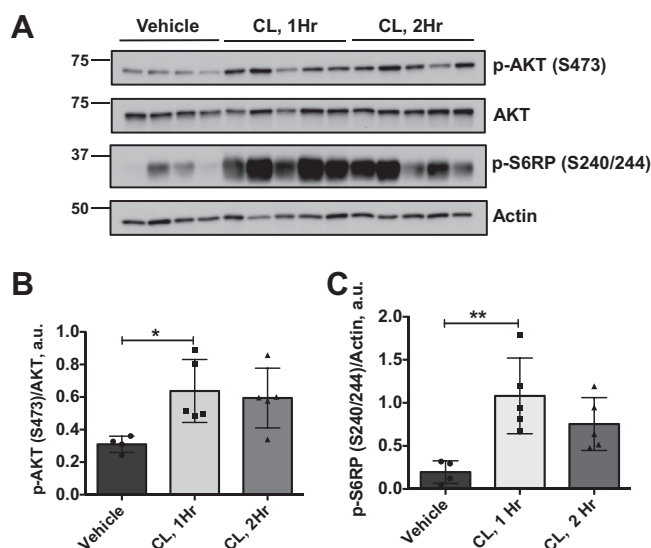 A
Vehicle CL, 1Hr CL, 2Hr
75 p-AKT (S473)
75 AKT
37 p-S6RP (S240/244)
50 Actin
B
p-AKT (S473)/AKT, a.u.
1.0
0.8
0.6
0.4
0.2
0.0
*
Vehicle CL, 1Hr CL, 2Hr
C
p-S6RP (S240/244)/Actin, a.u.
2.0
1.5
1.0
0.5
0.0
**
Vehicle CL, 1 Hr CL, 2 Hr